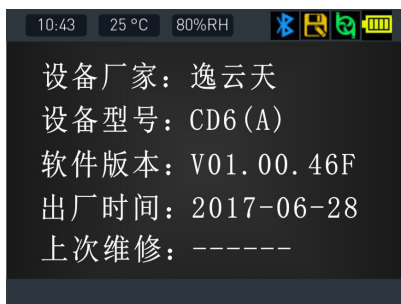 10:43 25°C 80%RH
设备厂家：逸云天
设备型号：CD6(A)
软件版本：V01.00.46F
出厂时间：2017-06-28
上次维修：------